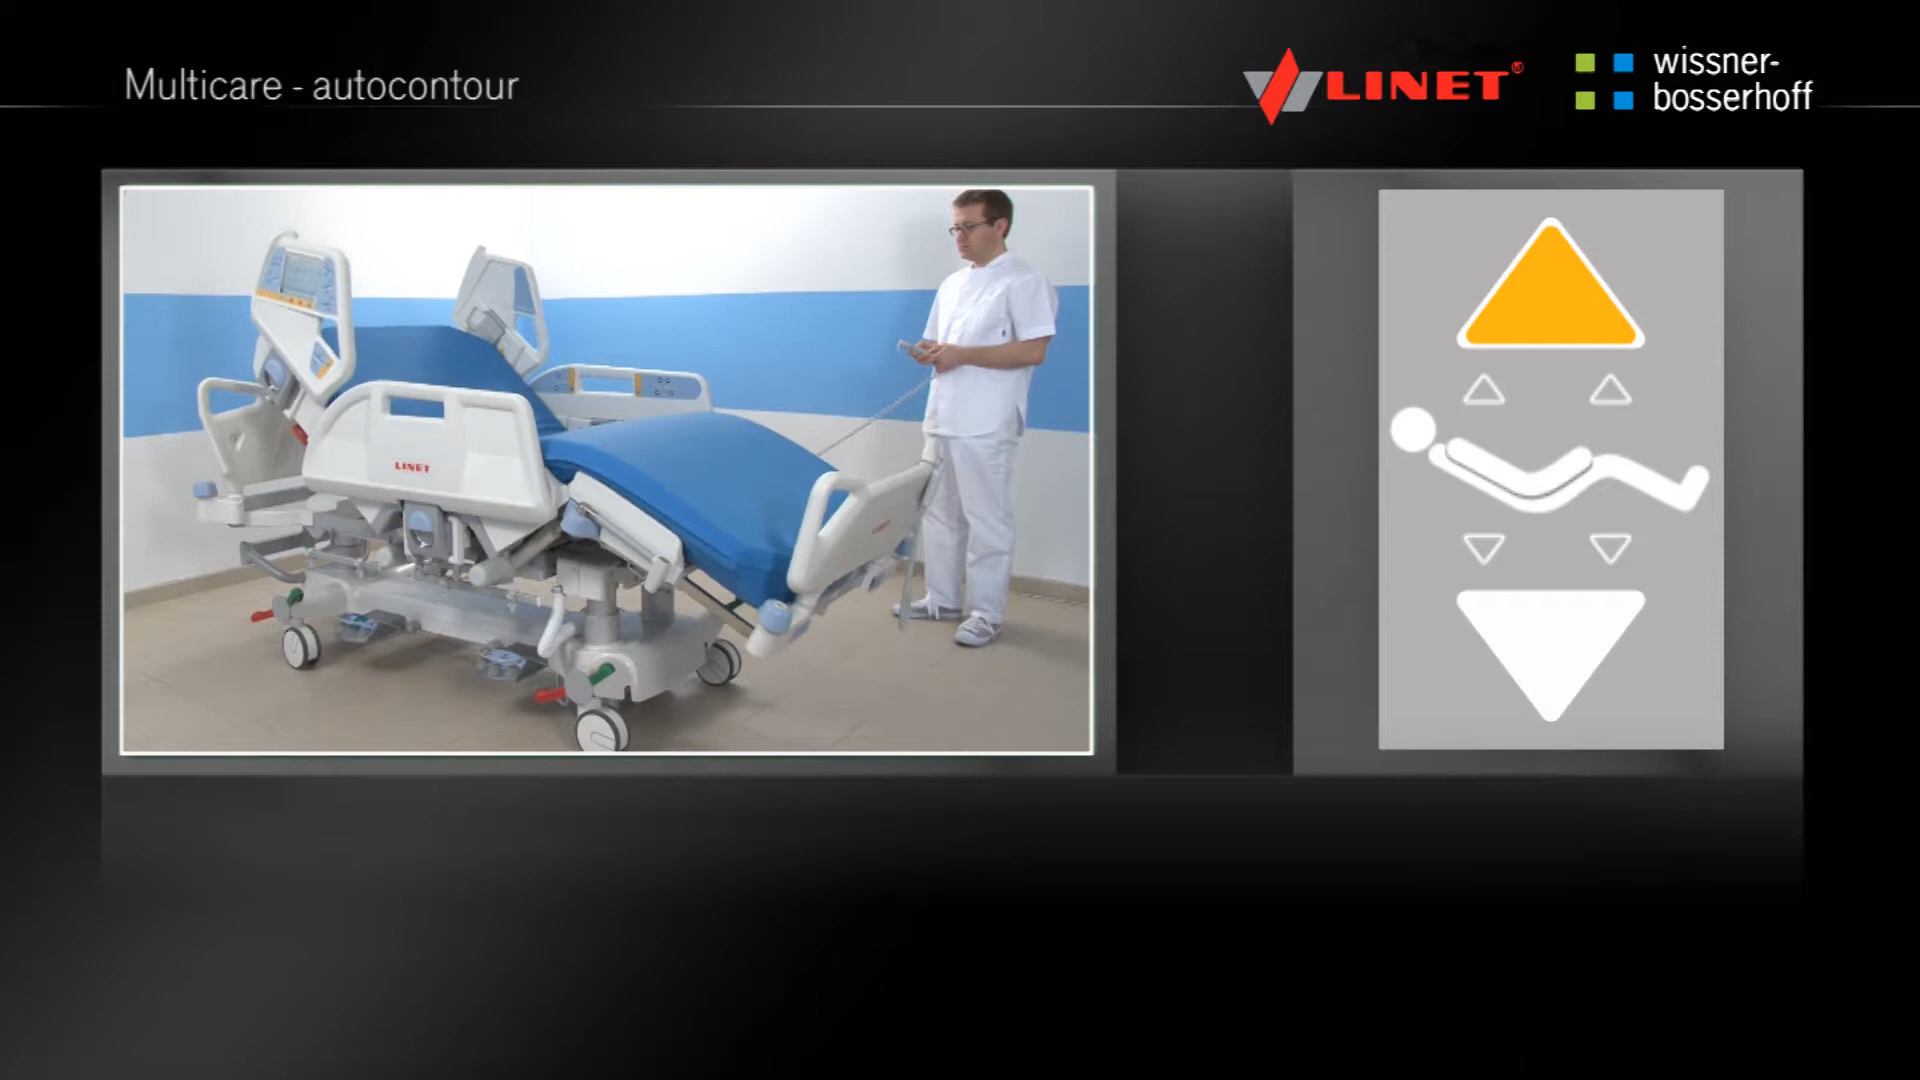 Multicare - autocontour
LINET®
wissner-
bosserhoff
LINET